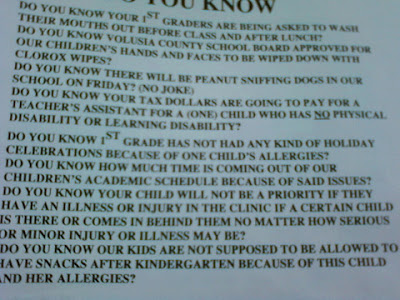 YOU KNOW
DO YOU KNOW YOUR 1ST GRADERS ARE BEING ASKED TO WASH
THEIR MOUTHS OUT BEFORE CLASS AND AFTER LUNCH?
DO YOU KNOW VOLUSIA COUNTY SCHOOL BOARD APPROVED FOR
OUR CHILDREN'S HANDS AND FACES TO BE WIPED DOWN WITH
CLOROX WIPES?
DO YOU KNOW THERE WILL BE PEANUT SNIFFING DOGS IN OUR
SCHOOL ON FRIDAY? (NO JOKE)
DO YOU KNOW YOUR TAX DOLLARS ARE GOING TO PAY FOR A
TEACHER'S ASSISTANT FOR A (ONE) CHILD WHO HAS NO PHYSICAL
DISABILITY OR LEARNING DISABILITY?
DO YOU KNOW 1ST GRADE HAS NOT HAD ANY KIND OF HOLIDAY
CELEBRATIONS BECAUSE OF ONE CHILD'S ALLERGIES?
DO YOU KNOW HOW MUCH TIME IS COMING OUT OF OUR
CHILDREN'S ACADEMIC SCHEDULE BECAUSE OF SAID ISSUES?
DO YOU KNOW YOUR CHILD WILL NOT BE A PRIORITY IF THEY
HAVE AN ILLNESS OR INJURY IN THE CLINIC IF A CERTAIN CHILD
IS THERE OR COMES IN BEHIND THEM NO MATTER HOW SERIOUS
OR MINOR INJURY OR ILLNESS MAY BE?
DO YOU KNOW OUR KIDS ARE NOT SUPPOSED TO BE ALLOWED TO
HAVE SNACKS AFTER KINDERGARTEN BECAUSE OF THIS CHILD
AND HER ALLERGIES?